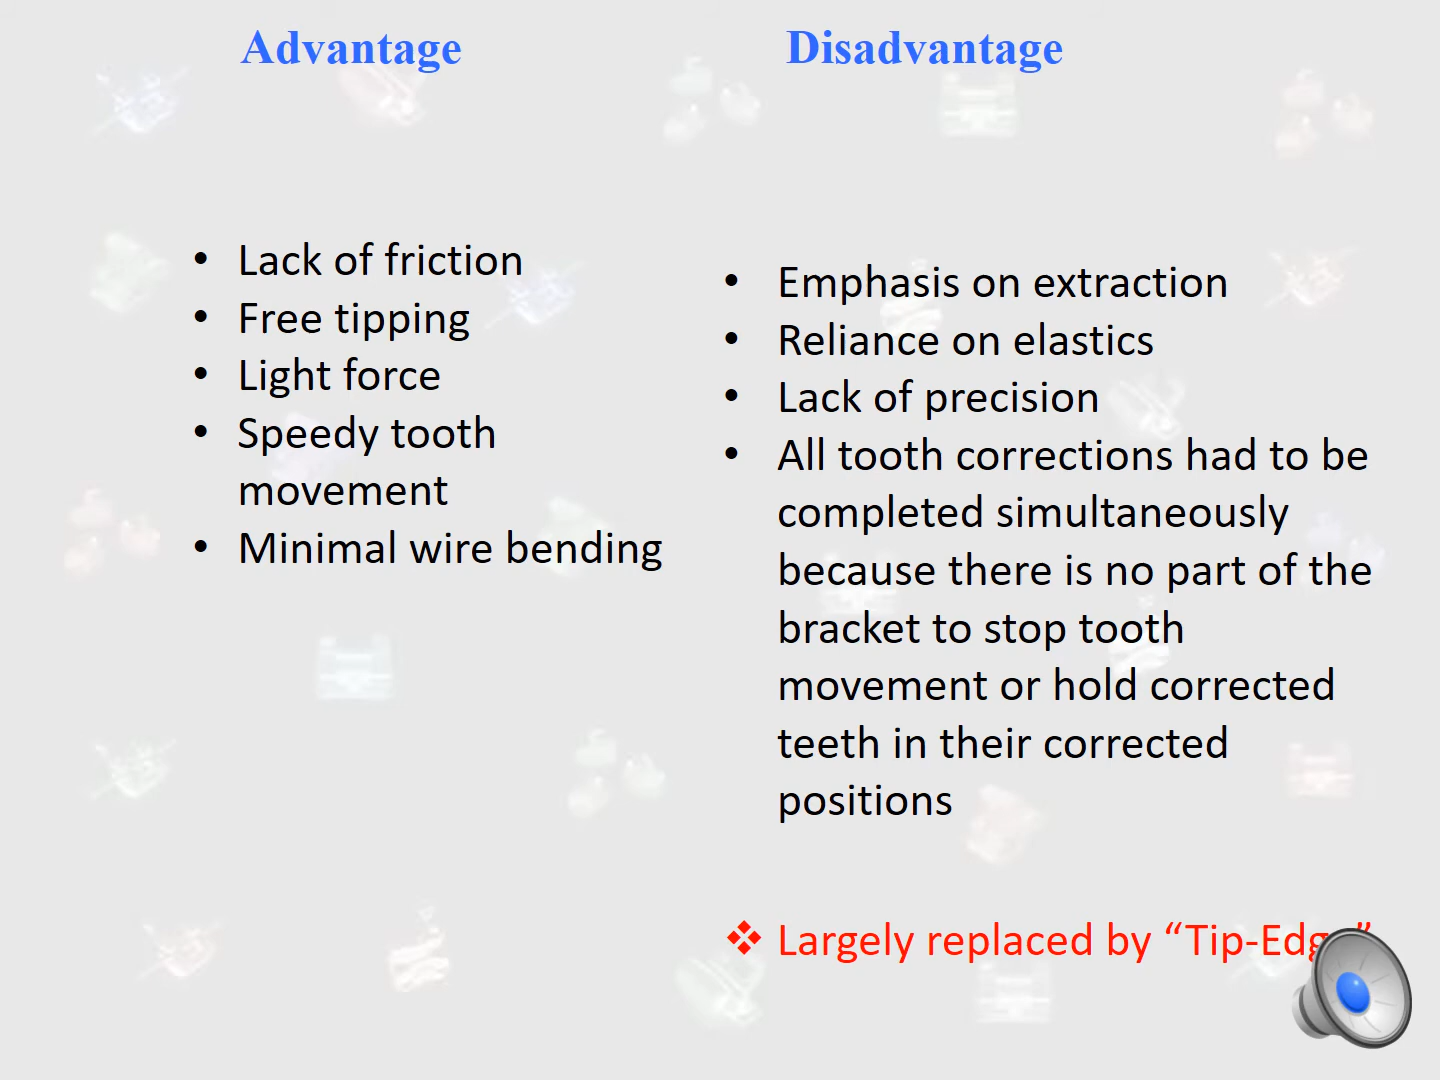 Advantage
Disadvantage
• Lack of friction
• Free tipping
• Light force
• Speedy tooth
movement
• Minimal wire bending
• Emphasis on extraction
• Reliance on elastics
• Lack of precision
• All tooth corrections had to be
completed simultaneously
because there is no part of the
bracket to stop tooth
movement or hold corrected
teeth in their corrected
positions
❖ Largely replaced by “Tip-Edge”